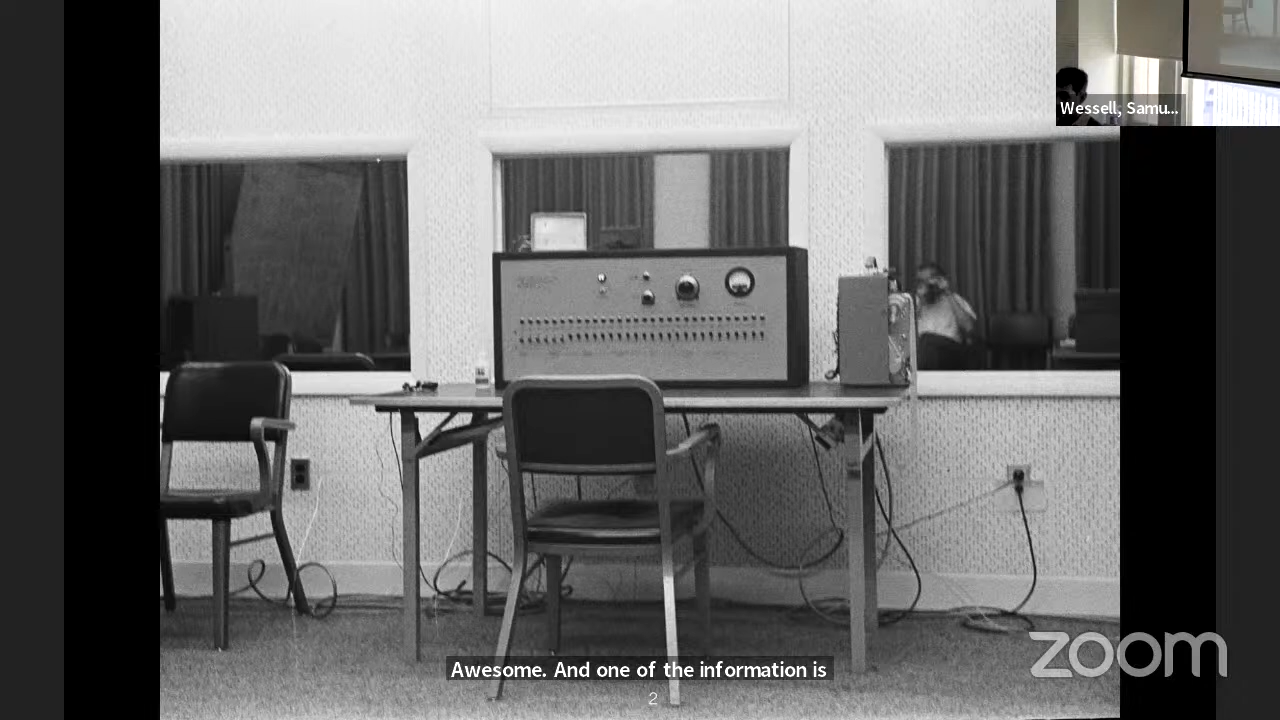 Wessell, Samu...
Awesome. And one of the information is
2
zoom